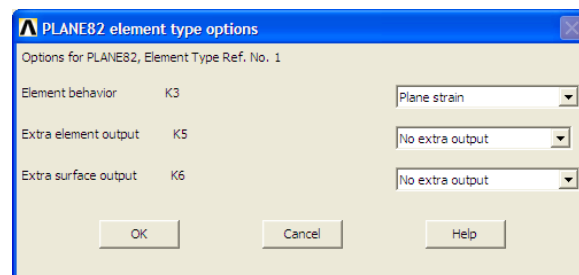 PLANE82 element type options
Options for PLANE82, Element Type Ref. No. 1
Element behavior K3 Plane strain
Extra element output K5 No extra output
Extra surface output K6 No extra output
OK Cancel Help